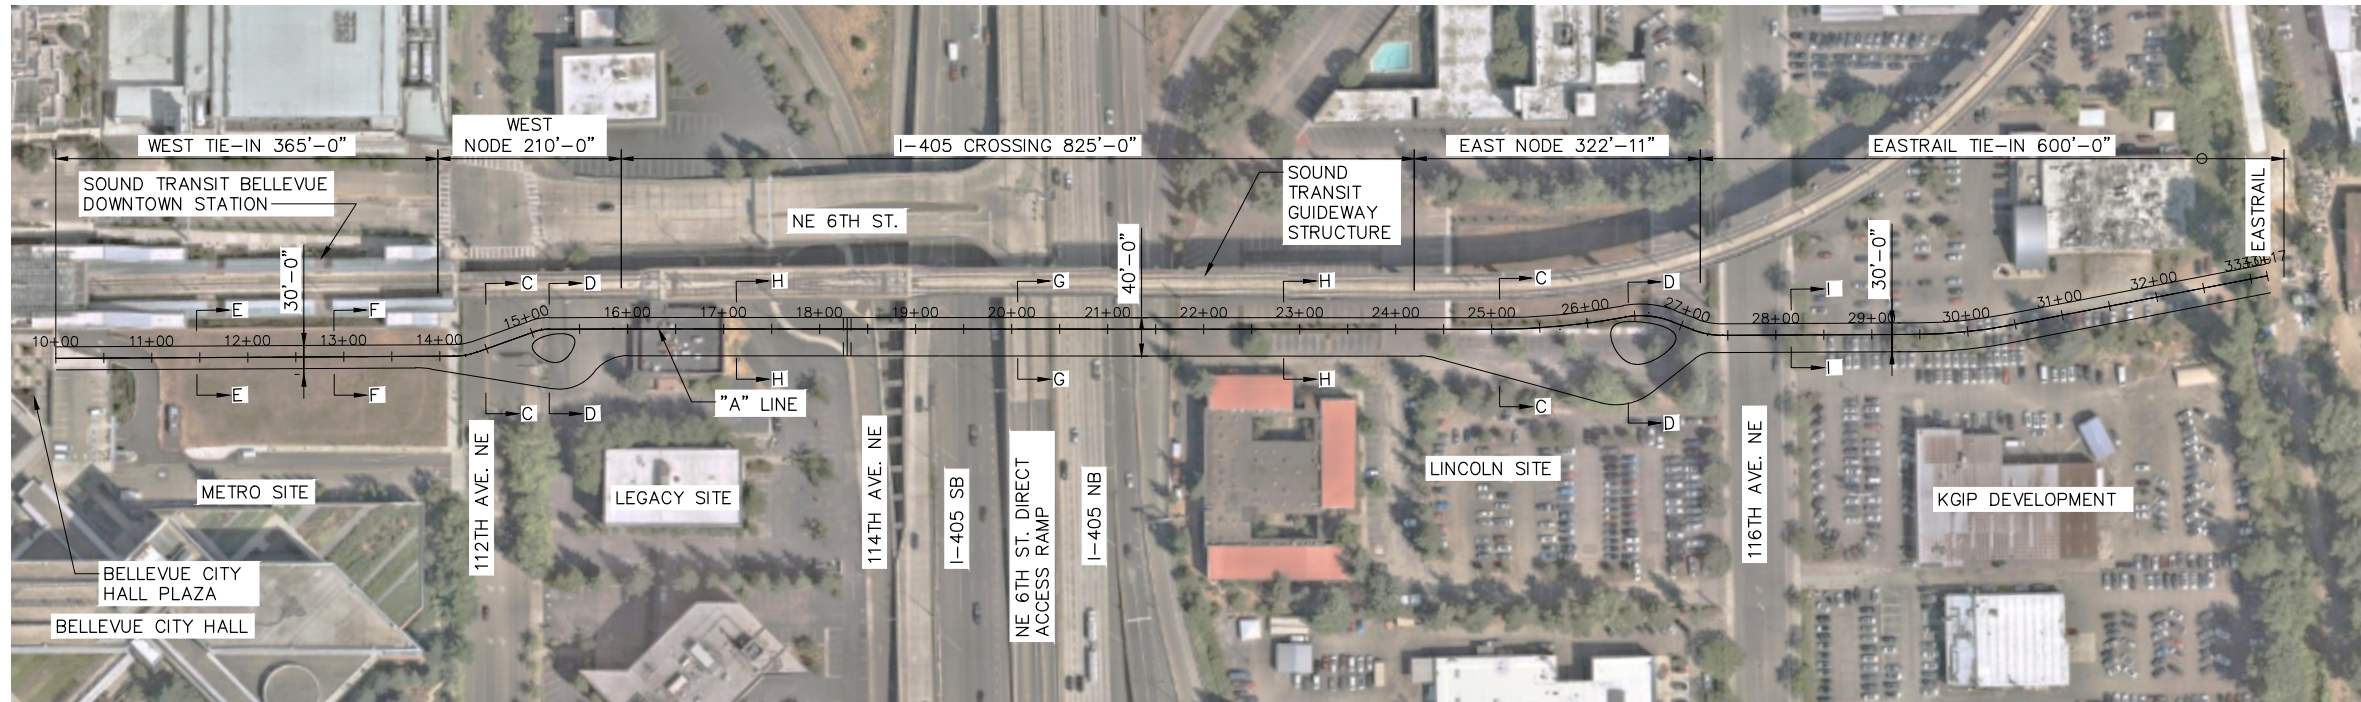 WEST TIE-IN 365'-0"
WEST
NODE 210'-0"
I-405 CROSSING 825'-0"
EAST NODE 322'-11"
EASTRAIL TIE-IN 600'-0"
SOUND TRANSIT BELLEVUE
DOWNTOWN STATION
NE 6TH ST.
SOUND
TRANSIT
GUIDEWAY
STRUCTURE
EASTRAIL
30'-0"
40'-0"
30'-0"
C
D
H
G
H
C
D
I
E
F
10+00
11+00
12+00
13+00
14+00
15+00
16+00
17+00
18+00
19+00
20+00
21+00
22+00
23+00
24+00
25+00
26+00
27+00
28+00
29+00
30+00
31+00
32+00
E
F
C
D
H
G
H
C
D
I
"A" LINE
METRO SITE
112TH AVE. NE
LEGACY SITE
114TH AVE. NE
I-405 SB
NE 6TH ST. DIRECT
ACCESS RAMP
I-405 NB
LINCOLN SITE
116TH AVE. NE
KGIP DEVELOPMENT
BELLEVUE CITY
HALL PLAZA
BELLEVUE CITY HALL